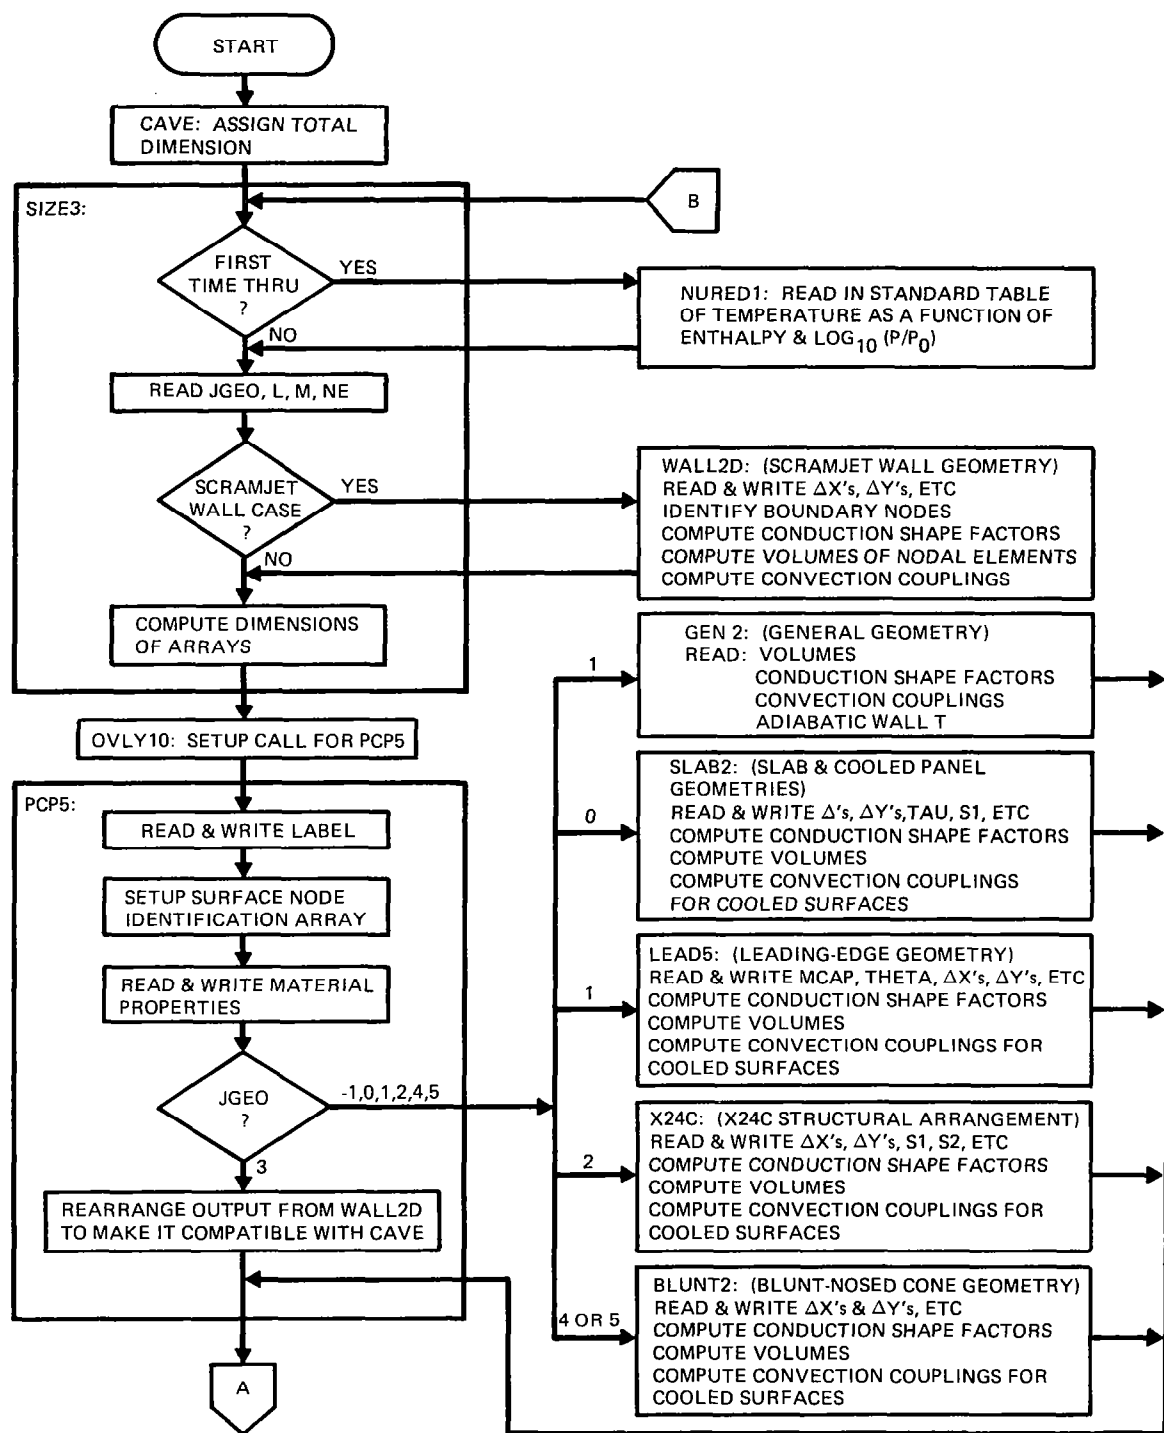 START
CAVE: ASSIGN TOTAL
DIMENSION
SIZE3:
B
FIRST
TIME THRU
?
YES
NO
NURED1: READ IN STANDARD TABLE
OF TEMPERATURE AS A FUNCTION OF
ENTHALPY & LOG10 (P/P0)
READ JGEO, L, M, NE
SCRAMJET
WALL CASE
?
YES
NO
WALL2D: (SCRAMJET WALL GEOMETRY)
READ & WRITE ΔX's, ΔY's, ETC
IDENTIFY BOUNDARY NODES
COMPUTE CONDUCTION SHAPE FACTORS
COMPUTE VOLUMES OF NODAL ELEMENTS
COMPUTE CONVECTION COUPLINGS
COMPUTE DIMENSIONS
OF ARRAYS
OVLY10: SETUP CALL FOR PCP5
PCP5:
READ & WRITE LABEL
SETUP SURFACE NODE
IDENTIFICATION ARRAY
READ & WRITE MATERIAL
PROPERTIES
JGEO
?
-1,0,1,2,4,5
3
REARRANGE OUTPUT FROM WALL2D
TO MAKE IT COMPATIBLE WITH CAVE
A
1
GEN 2: (GENERAL GEOMETRY)
READ: VOLUMES
CONDUCTION SHAPE FACTORS
CONVECTION COUPLINGS
ADIABATIC WALL T
0
SLAB2: (SLAB & COOLED PANEL
GEOMETRIES)
READ & WRITE Δ's, ΔY's,TAU, S1, ETC
COMPUTE CONDUCTION SHAPE FACTORS
COMPUTE VOLUMES
COMPUTE CONVECTION COUPLINGS
FOR COOLED SURFACES
1
LEAD5: (LEADING-EDGE GEOMETRY)
READ & WRITE MCAP, THETA, ΔX's, ΔY's, ETC
COMPUTE CONDUCTION SHAPE FACTORS
COMPUTE VOLUMES
COMPUTE CONVECTION COUPLINGS FOR
COOLED SURFACES
2
X24C: (X24C STRUCTURAL ARRANGEMENT)
READ & WRITE ΔX's, ΔY's, S1, S2, ETC
COMPUTE CONDUCTION SHAPE FACTORS
COMPUTE VOLUMES
COMPUTE CONVECTION COUPLINGS FOR
COOLED SURFACES
4 OR 5
BLUNT2: (BLUNT-NOSED CONE GEOMETRY)
READ & WRITE ΔX's & ΔY's, ETC
COMPUTE CONDUCTION SHAPE FACTORS
COMPUTE VOLUMES
COMPUTE CONVECTION COUPLINGS FOR
COOLED SURFACES